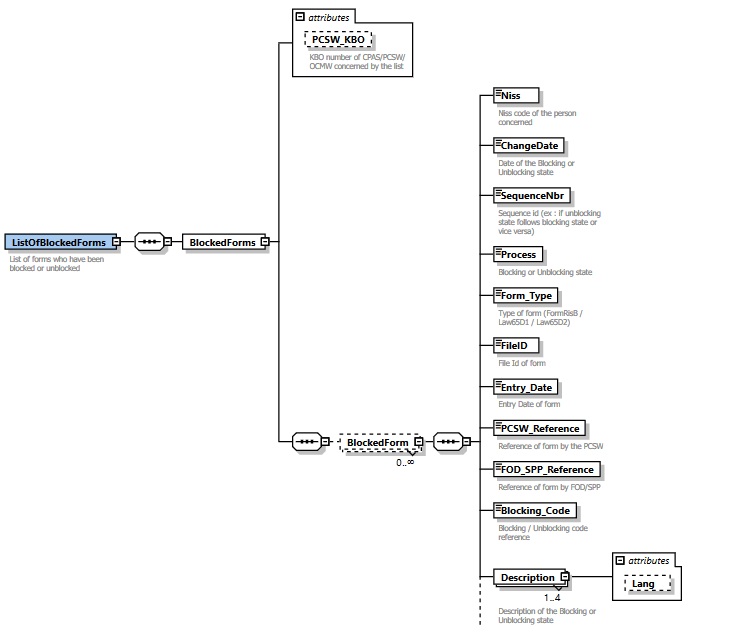 attributes
PCSW_KBO
KBO number of CPAS/PCSW/
OCMW concerned by the list
Niss
Niss code of the person
concerned
ChangeDate
Date of the Blocking or
Unblocking state
SequenceNbr
Sequence id (ex : if unblocking
state follows blocking state or
vice versa)
ListOfBlockedForms
List of forms who have been
blocked or unblocked
BlockedForms
Process
Blocking or Unblocking state
Form_Type
Type of form (FormRisB /
Law65D1 / Law65D2)
FileID
File Id of form
Entry_Date
Entry Date of form
PCSW_Reference
Reference of form by the PCSW
BlockedForm
0..∞
FOD_SPP_Reference
Reference of form by FOD/SPP
Blocking_Code
Blocking / Unblocking code
reference
Description
1..4
Description of the Blocking or
Unblocking state
attributes
Lang